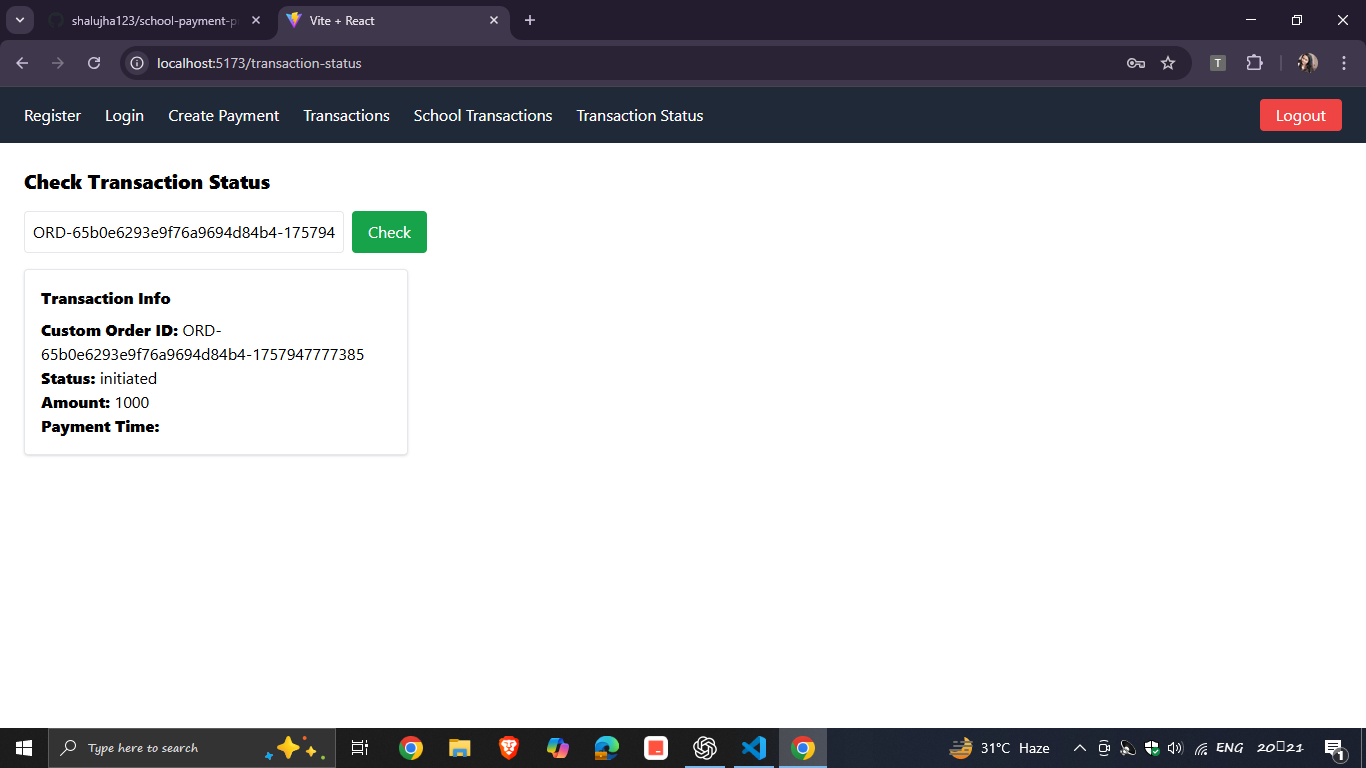 shalujha123/school-payment-p
Vite + React
localhost:5173/transaction-status
T
Register Login Create Payment Transactions School Transactions Transaction Status Logout
Check Transaction Status
ORD-65b0e6293e9f76a9694d84b4-175794 Check
Transaction Info
Custom Order ID: ORD-
65b0e6293e9f76a9694d84b4-1757947777385
Status: initiated
Amount: 1000
Payment Time:
Type here to search
31°C Haze
ENG
20▯21
1